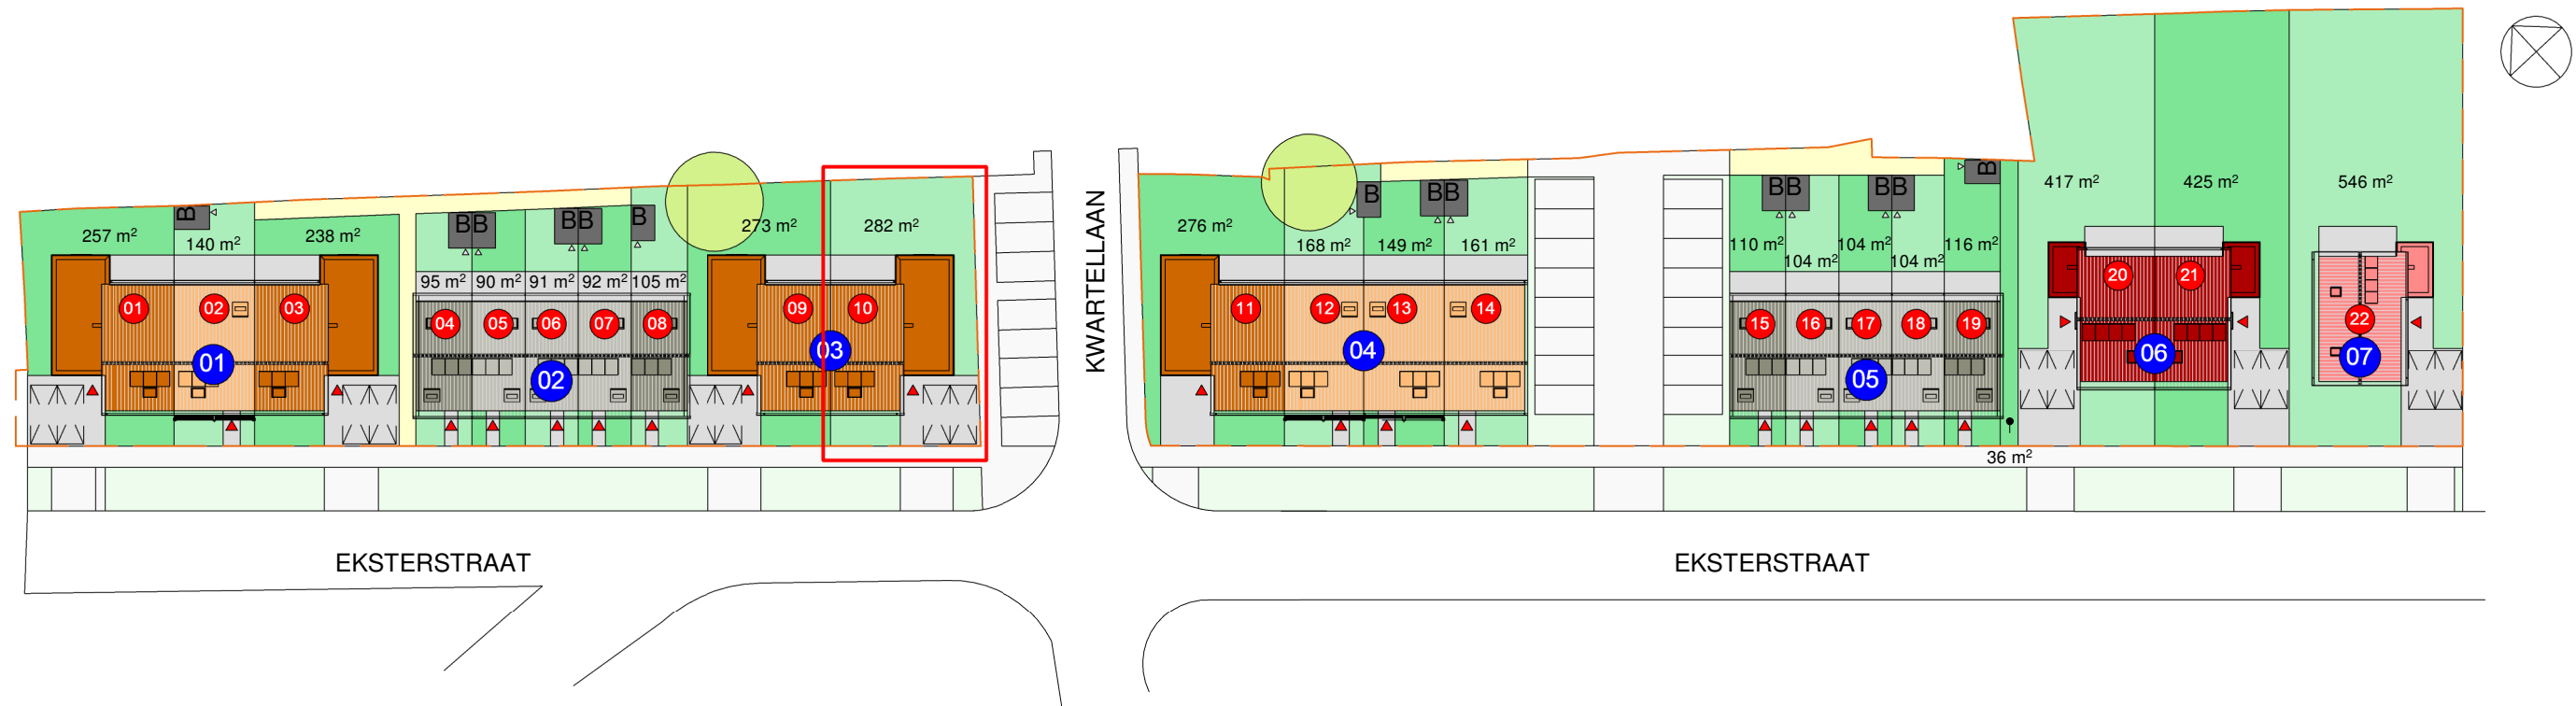 417 m²
425 m²
546 m²
B
BB
BB
B
257 m²
140 m²
238 m²
BB
BB
B
273 m²
282 m²
KWARTELLAAN
276 m²
168 m²
B
149 m²
BB
161 m²
110 m²
104 m²
104 m²
104 m²
116 m²
95 m²
90 m²
91 m²
92 m²
105 m²
01
02
03
04
05
06
07
08
09
10
11
12
13
14
15
16
17
18
19
20
21
22
01
02
03
04
05
06
07
36 m²
EKSTERSTRAAT
EKSTERSTRAAT